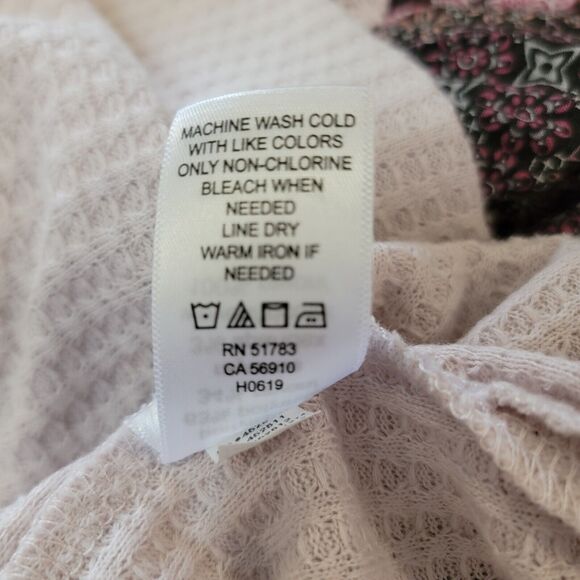 MACHINE WASH COLD
WITH LIKE COLORS
ONLY NON-CHLORINE
BLEACH WHEN
NEEDED
LINE DRY
WARM IRON IF
NEEDED
RN 51783
CA 56910
H0619